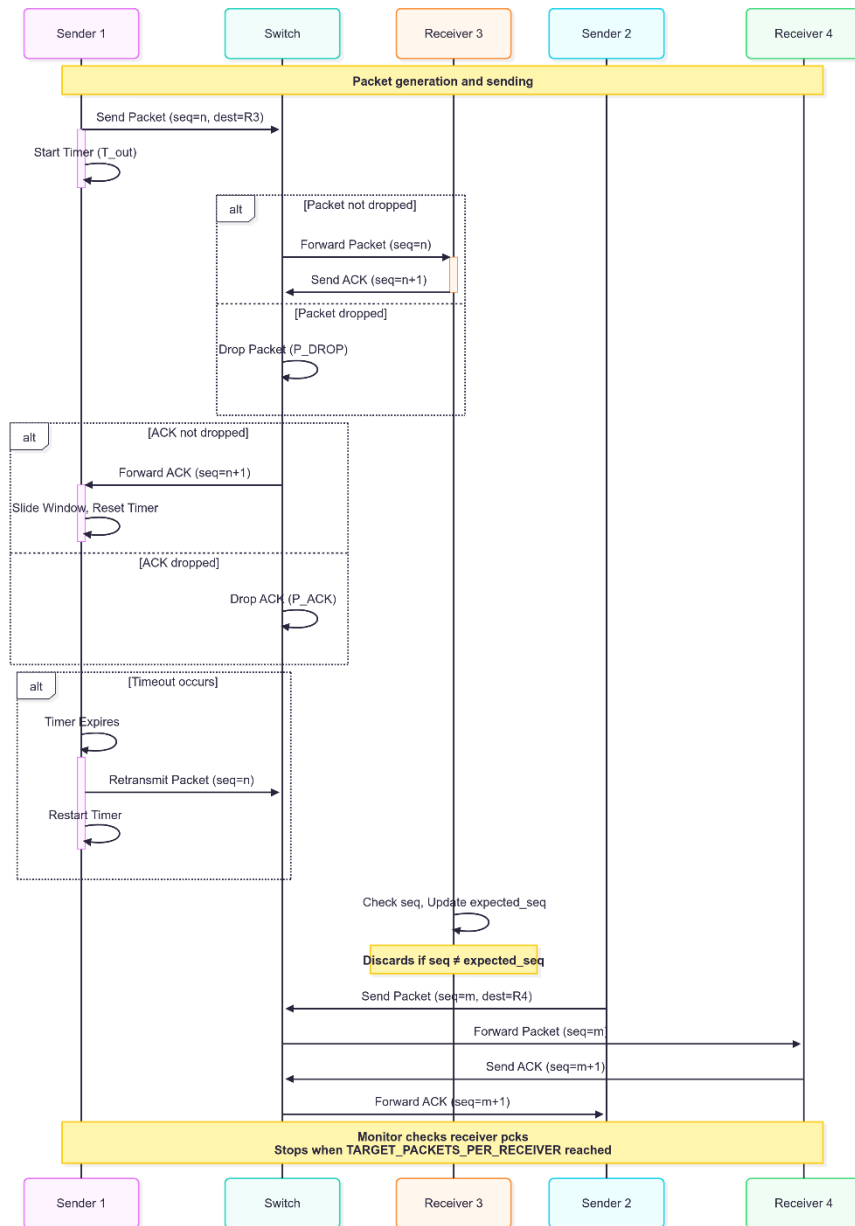 Sender 1
Switch
Receiver 3
Sender 2
Receiver 4
Packet generation and sending
Send Packet (seq=n, dest=R3)
Start Timer (T_out)
alt
[Packet not dropped]
Forward Packet (seq=n)
Send ACK (seq=n+1)
[Packet dropped]
Drop Packet (P_DROP)
alt
[ACK not dropped]
Forward ACK (seq=n+1)
Slide Window, Reset Timer
[ACK dropped]
Drop ACK (P_ACK)
alt
[Timeout occurs]
Timer Expires
Retransmit Packet (seq=n)
Restart Timer
Check seq, Update expected_seq
Discards if seq ≠ expected_seq
Send Packet (seq=m, dest=R4)
Forward Packet (seq=m)
Send ACK (seq=m+1)
Forward ACK (seq=m+1)
Monitor checks receiver pcks
Stops when TARGET_PACKETS_PER_RECEIVER reached
Sender 1
Switch
Receiver 3
Sender 2
Receiver 4